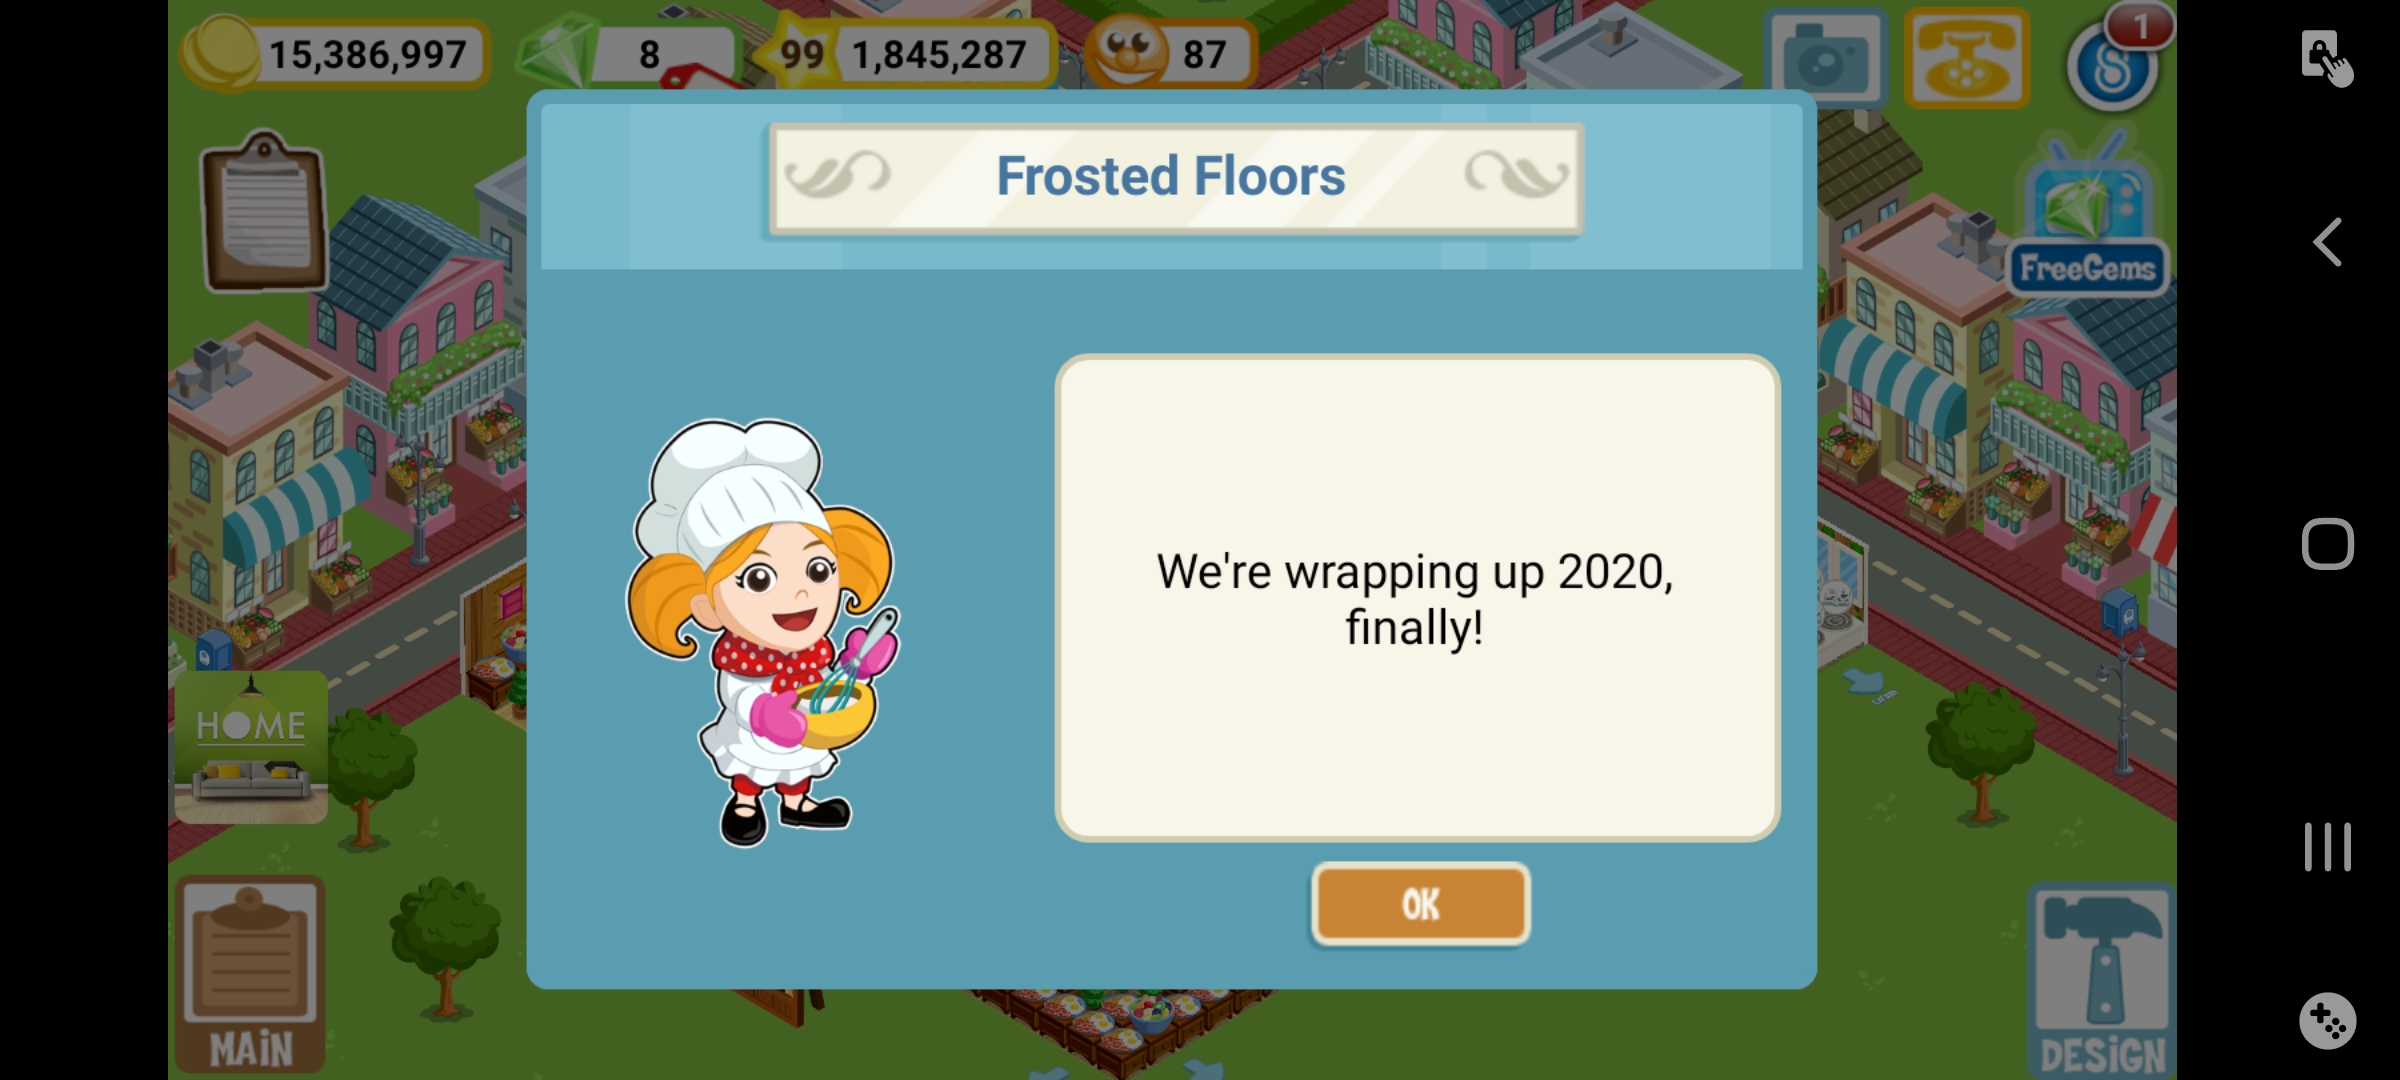 15,386,997
8
99
1,845,287
87
1
Frosted Floors
FreeGems
We're wrapping up 2020,
finally!
HOME
OK
MAiN
DESiGN